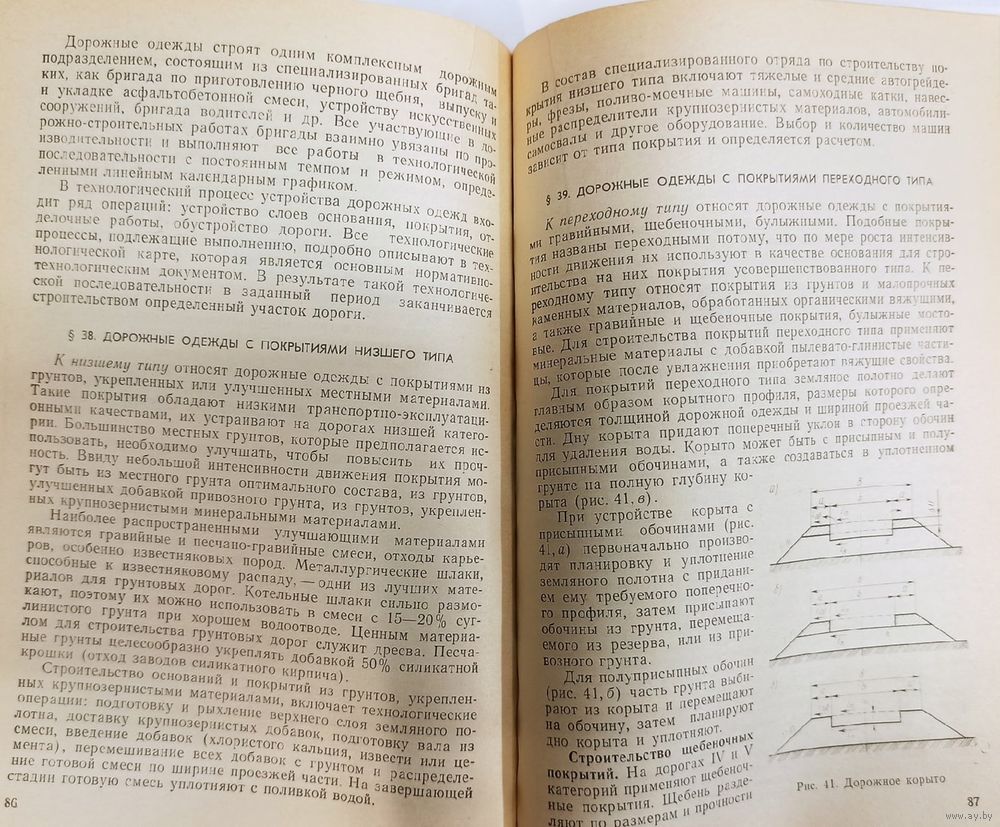 Дорожные одежды строят одним комплексным дорожным
подразделением, состоящим из специализированных бригад та-
ких, как бригада по приготовлению черного щебня, выпуску и
и укладке асфальтобетонной смеси, устройству искусственных
сооружений, бригада водителей и др. Все участвующие в до-
рожно-строительных работах бригады взаимно увязаны по про-
изводительности и выполняют все работы в технологической
последовательности с постоянным темпом и режимом, опреде-
ленными линейным календарным графиком.
В технологический процесс устройства дорожных одежд вхо-
дит ряд операций: устройство слоев основания, покрытия, от-
делочные работы, обустройство дороги. Все технологические
процессы, подлежащие выполнению, подробно описывают в тех-
нологической карте, которая является основным нормативно-
технологическим документом. В результате такой технологиче-
ской последовательности в заданный период заканчивается
строительством определенный участок дороги.
§ 38. ДОРОЖНЫЕ ОДЕЖДЫ С ПОКРЫТИЯМИ НИЗШЕГО ТИПА
К низшему типу относят дорожные одежды с покрытиями из
грунтов, укрепленных или улучшенных местными материалами.
Такие покрытия обладают низкими транспортно-эксплуатаци-
онными качествами, их устраивают на дорогах низшей катего-
рии. Большинство местных грунтов, которые предполагается ис-
пользовать, необходимо улучшать, чтобы повысить их проч-
ность. Ввиду небольшой интенсивности движения покрытия мо-
гут быть из местного грунта оптимального состава, из грунтов,
улучшенных добавкой привозного грунта, из грунтов, укреплен-
ных крупнозернистыми минеральными материалами.
Наиболее распространенными улучшающими материалами
являются гравийные и песчано-гравийные смеси, отходы карье-
ров, особенно известняковых пород. Металлургические шлаки,
способные к известняковому распаду, — одни из лучших мате-
риалов для грунтовых дорог. Котельные шлаки сильно размо-
кают, поэтому их можно использовать в смеси с 15—20% суг-
линистого грунта при хорошем водоотводе. Ценным материа-
лом для строительства грунтовых дорог служит дресва. Песча-
ные грунты целесообразно укреплять добавкой 50% силикатной
крошки (отход заводов силикатного кирпича).
Строительство оснований и покрытий из грунтов, укреплен-
ных крупнозернистыми материалами, включает технологические
операции: подготовку и рыхление верхнего слоя земляного по-
лотна, доставку крупнозернистых добавок, подготовку вала из
смеси, введение добавок (хлористого кальция, извести или це-
мента), перемешивание всех добавок с грунтом и распределе-
ние готовой смеси по ширине проезжей части. На завершающей
стадии готовую смесь уплотняют с поливкой водой.
86
В состав специализированного отряда по строительству по-
крытия низшего типа включают тяжелые и средние автогрейде-
ры, фрезы, поливо-моечные машины, самоходные катки, навес-
ные распределители крупнозернистых материалов, автомобили-
самосвалы и другое оборудование. Выбор и количество машин
зависит от типа покрытия и определяется расчетом.
§ 39. ДОРОЖНЫЕ ОДЕЖДЫ С ПОКРЫТИЯМИ ПЕРЕХОДНОГО ТИПА
К переходному типу относят дорожные одежды с покрытия-
ми гравийными, щебеночными, булыжными. Подобные покры-
тия названы переходными потому, что по мере роста интенсив-
ности движения их используют в качестве основания для стро-
ительства на них покрытия усовершенствованного типа. К пе-
реходному типу относят покрытия из грунтов и малопрочных
каменных материалов, обработанных органическими вяжущими,
а также гравийные и щебеночные покрытия, булыжные мосто-
вые. Для строительства покрытий переходного типа применяют
минеральные материалы с добавкой пылевато-глинистые части-
цы, которые после увлажнения приобретают вяжущие свойства.
Для покрытий переходного типа земляное полотно делают
главным образом корытного профиля, размеры которого опре-
деляются толщиной дорожной одежды и шириной проезжей ча-
сти. Дну корыта придают поперечный уклон в сторону обочин
для удаления воды. Корыто может быть с присыпным и полу-
присыпными обочинами, а также создаваться в уплотненном
грунте на полную глубину ко-
рыта (рис. 41, в).
При устройстве корыта с
присыпными обочинами (рис.
41, а) первоначально произво-
дят планировку и уплотнение
земляного полотна с придани-
ем ему требуемого поперечно-
го профиля, затем присыпают
обочины из грунта, перемеща-
емого из резерва, или из при-
возного грунта.
Для полуприсыпных обочин
(рис. 41, б) часть грунта выби-
рают из корыта и перемещают
на обочину, затем планируют
дно корыта и уплотняют.
Строительство щебеночных
покрытий. На дорогах IV и V
категорий применяют щебеноч-
ные покрытия. Щебень разде-
ляют по размерам и прочности
а)
б)
Рис. 41. Дорожное корыто
87
www.ay.by